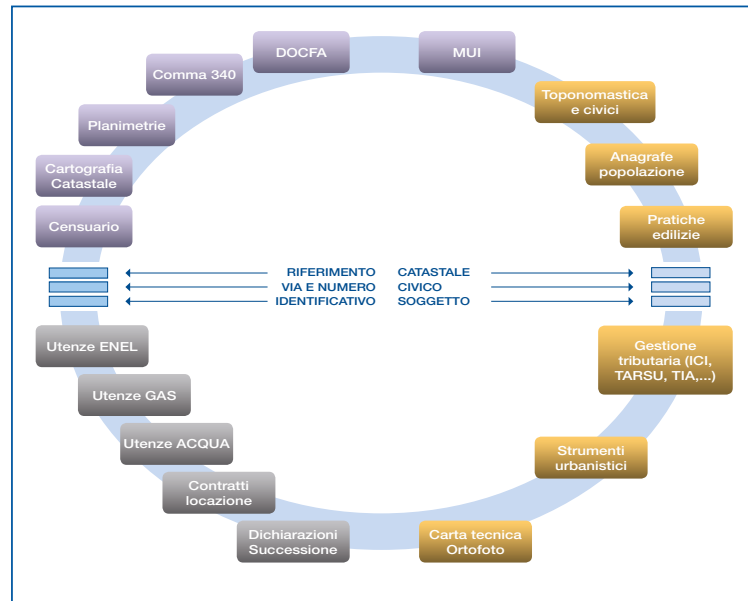 DOCFA
MUI
Comma 340
Toponomastica
e civici
Planimetrie
Anagrafe
popolazione
Cartografia
Catastale
Censuario
Pratiche
edilizie
RIFERIMENTO CATASTALE
VIA E NUMERO CIVICO
IDENTIFICATIVO SOGGETTO
Utenze ENEL
Gestione
tributaria (ICI,
TARSU, TIA,...)
Utenze GAS
Utenze ACQUA
Strumenti
urbanistici
Contratti
locazione
Dichiarazioni
Successione
Carta tecnica
Ortofoto